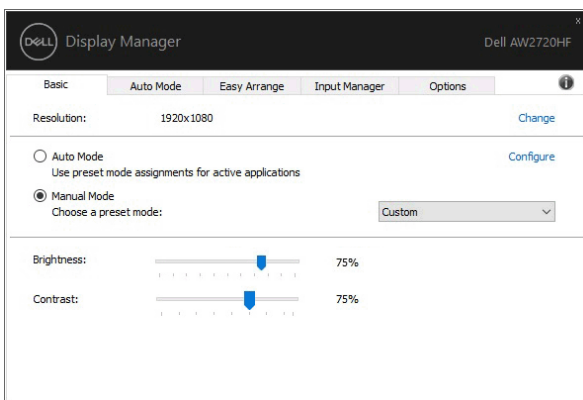 DELL Display Manager Dell AW2720HF
Basic Auto Mode Easy Arrange Input Manager Options
Resolution: 1920x1080 Change
Auto Mode Configure
Use preset mode assignments for active applications
Manual Mode
Choose a preset mode: Custom
Brightness: 75%
Contrast: 75%